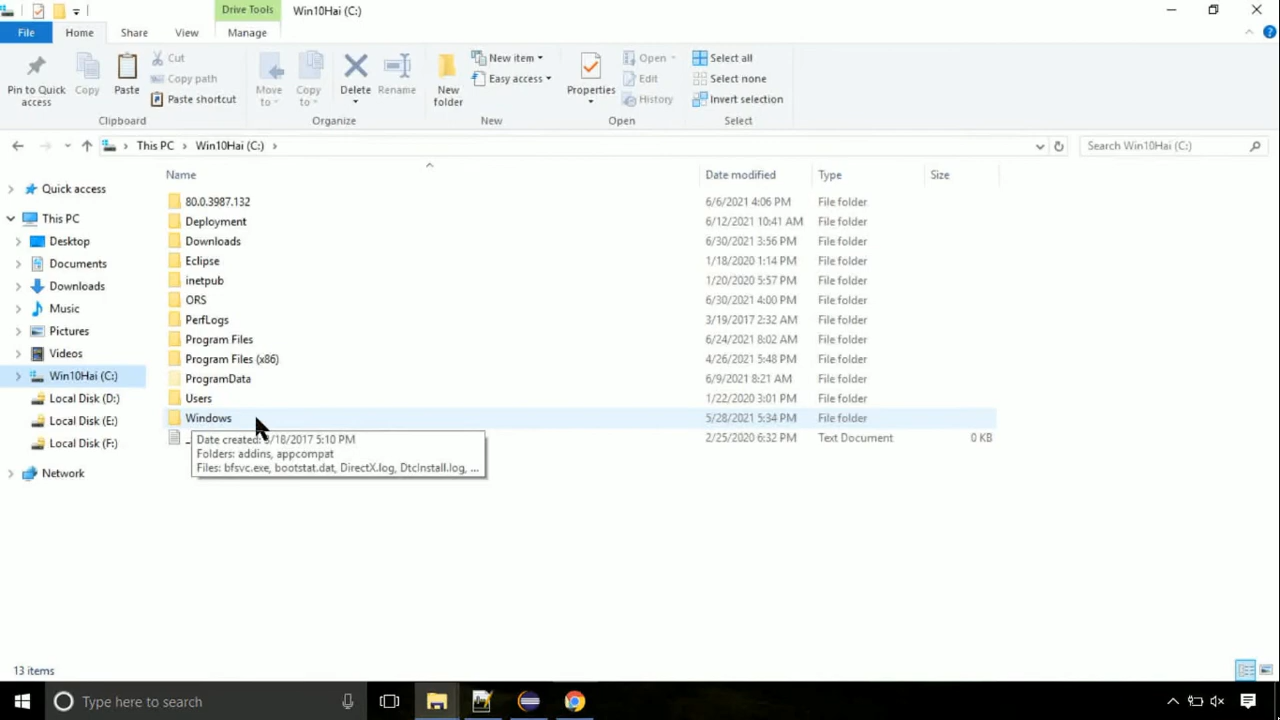 Drive Tools
Win10Hai (C:)
File
Home
Share
View
Manage
Pin to Quick access
Copy
Paste
Cut
Copy path
Paste shortcut
Clipboard
Move to
Copy to
Delete
Rename
Organize
New folder
New item
Easy access
New
Properties
Open
Edit
History
Open
Select all
Select none
Invert selection
Select
This PC
Win10Hai (C:)
Search Win10Hai (C:)
Name
Date modified
Type
Size
Quick access
This PC
Desktop
Documents
Downloads
Music
Pictures
Videos
Win10Hai (C:)
Local Disk (D:)
Local Disk (E:)
Local Disk (F:)
Network
80.0.3987.132 6/6/2021 4:06 PM File folder
Deployment 6/12/2021 10:41 AM File folder
Downloads 6/30/2021 3:56 PM File folder
Eclipse 1/18/2020 1:14 PM File folder
inetpub 1/20/2020 5:57 PM File folder
ORS 6/30/2021 4:00 PM File folder
PerfLogs 3/19/2017 2:32 AM File folder
Program Files 6/24/2021 8:02 AM File folder
Program Files (x86) 4/26/2021 5:48 PM File folder
ProgramData 6/9/2021 8:21 AM File folder
Users 1/22/2020 3:01 PM File folder
Windows 5/28/2021 5:34 PM File folder
2/25/2020 6:32 PM Text Document 0 KB
Date created: /18/2017 5:10 PM
Folders: addins, appcompat
Files: bfsvc.exe, bootstat.dat, DirectX.log, DtcInstall.log, ...
13 items
Type here to search